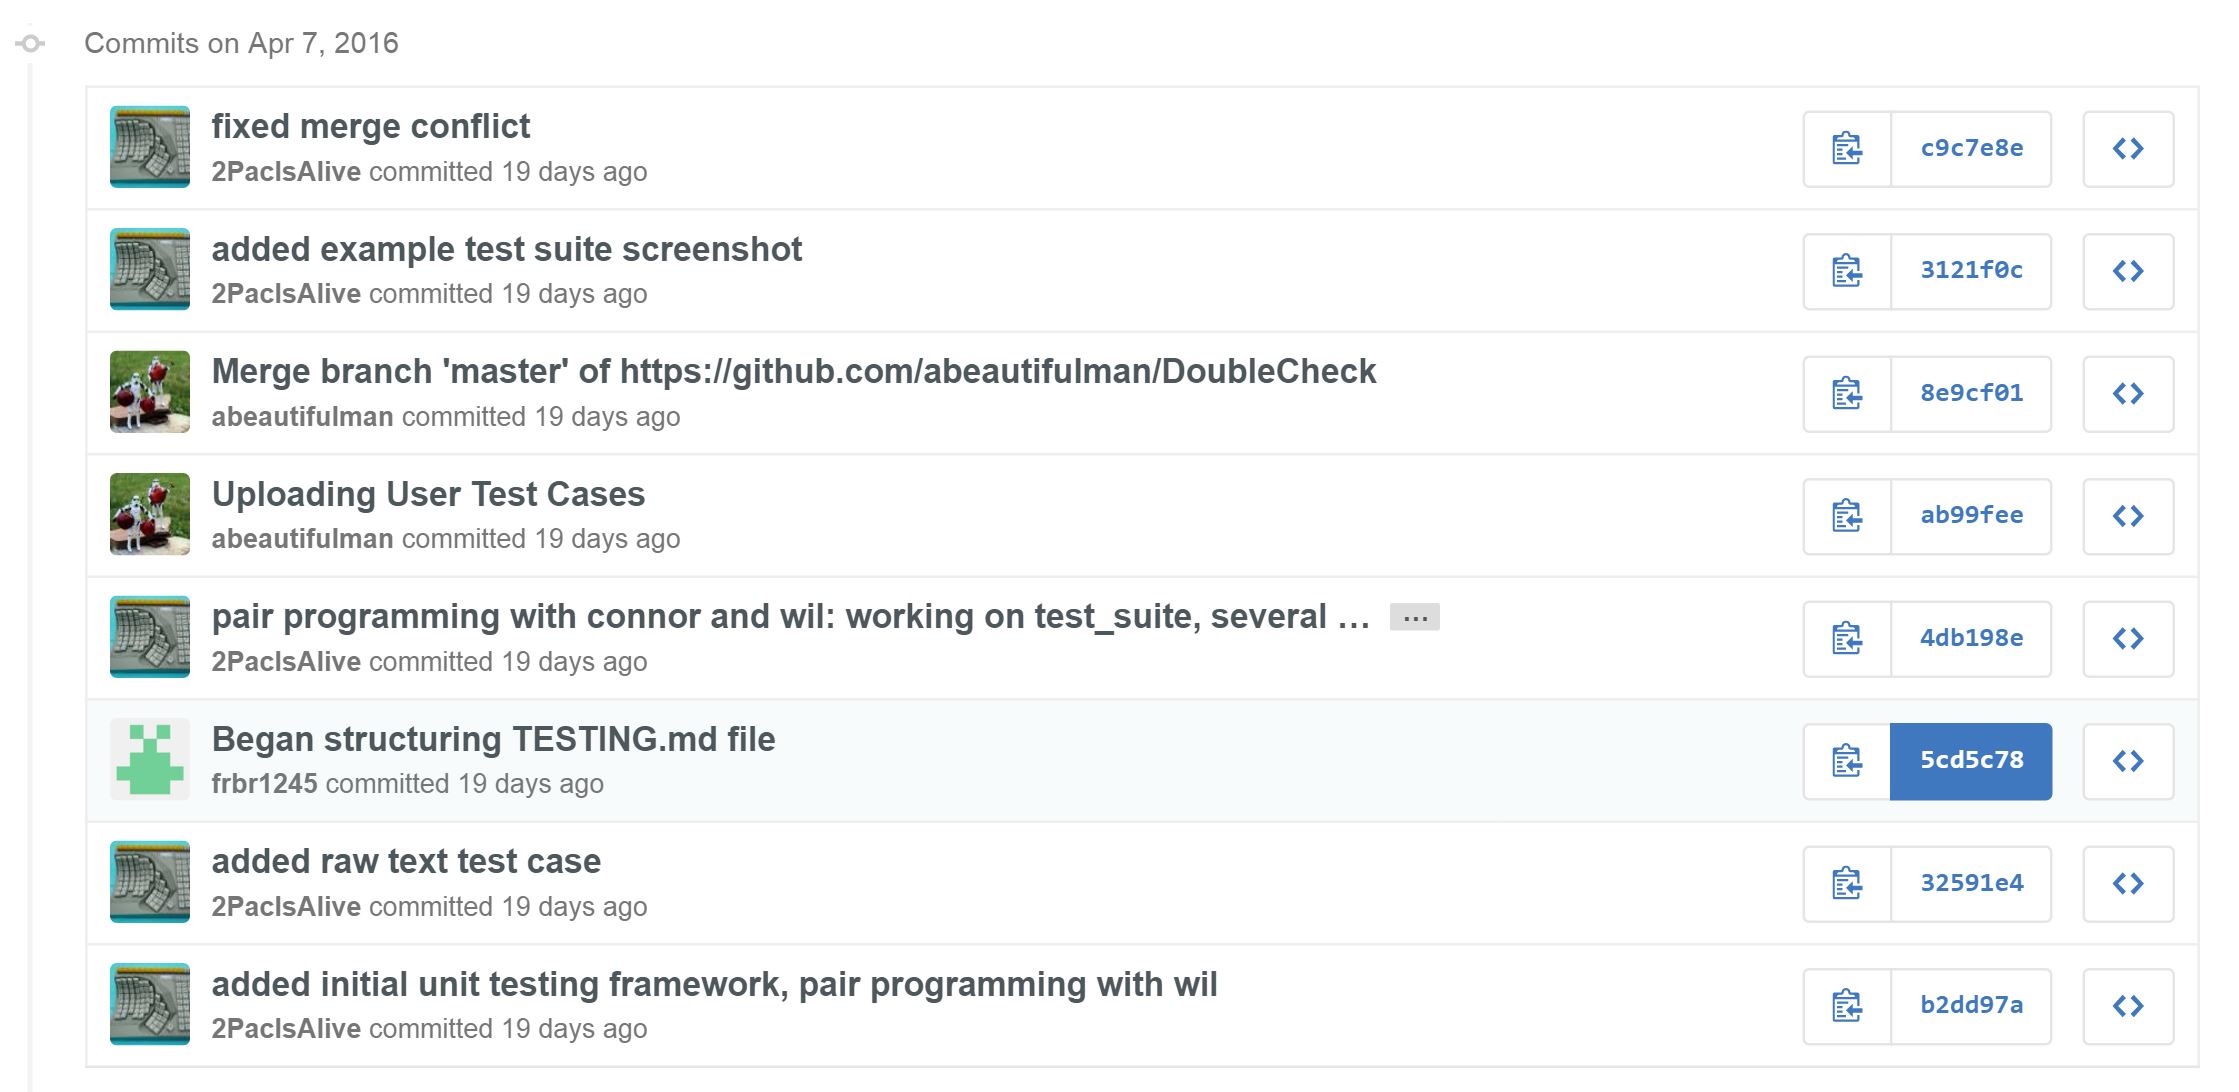 Commits on Apr 7, 2016
fixed merge conflict
2PacIsAlive committed 19 days ago
c9c7e8e
added example test suite screenshot
2PacIsAlive committed 19 days ago
3121f0c
Merge branch 'master' of https://github.com/abeautifulman/DoubleCheck
abeautifulman committed 19 days ago
8e9cf01
Uploading User Test Cases
abeautifulman committed 19 days ago
ab99fee
pair programming with connor and wil: working on test_suite, several … …
2PacIsAlive committed 19 days ago
4db198e
Began structuring TESTING.md file
frbr1245 committed 19 days ago
5cd5c78
added raw text test case
2PacIsAlive committed 19 days ago
32591e4
added initial unit testing framework, pair programming with wil
2PacIsAlive committed 19 days ago
b2dd97a